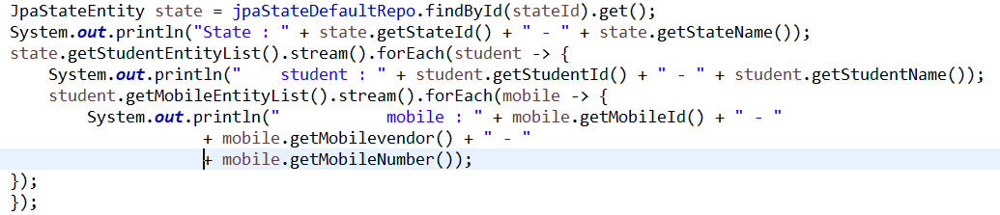 JpaStateEntity state = jpaStateDefaultRepo.findById(stateId).get();
System.out.println("State : " + state.getStateId() + " - " + state.getStateName());
state.getStudentEntityList().stream().forEach(student -> {
    System.out.println("    student : " + student.getStudentId() + " - " + student.getStudentName());
    student.getMobileEntityList().stream().forEach(mobile -> {
        System.out.println("           mobile : " + mobile.getMobileId() + " - "
                    + mobile.getMobilevendor() + " - "
                    + mobile.getMobileNumber());
});
});